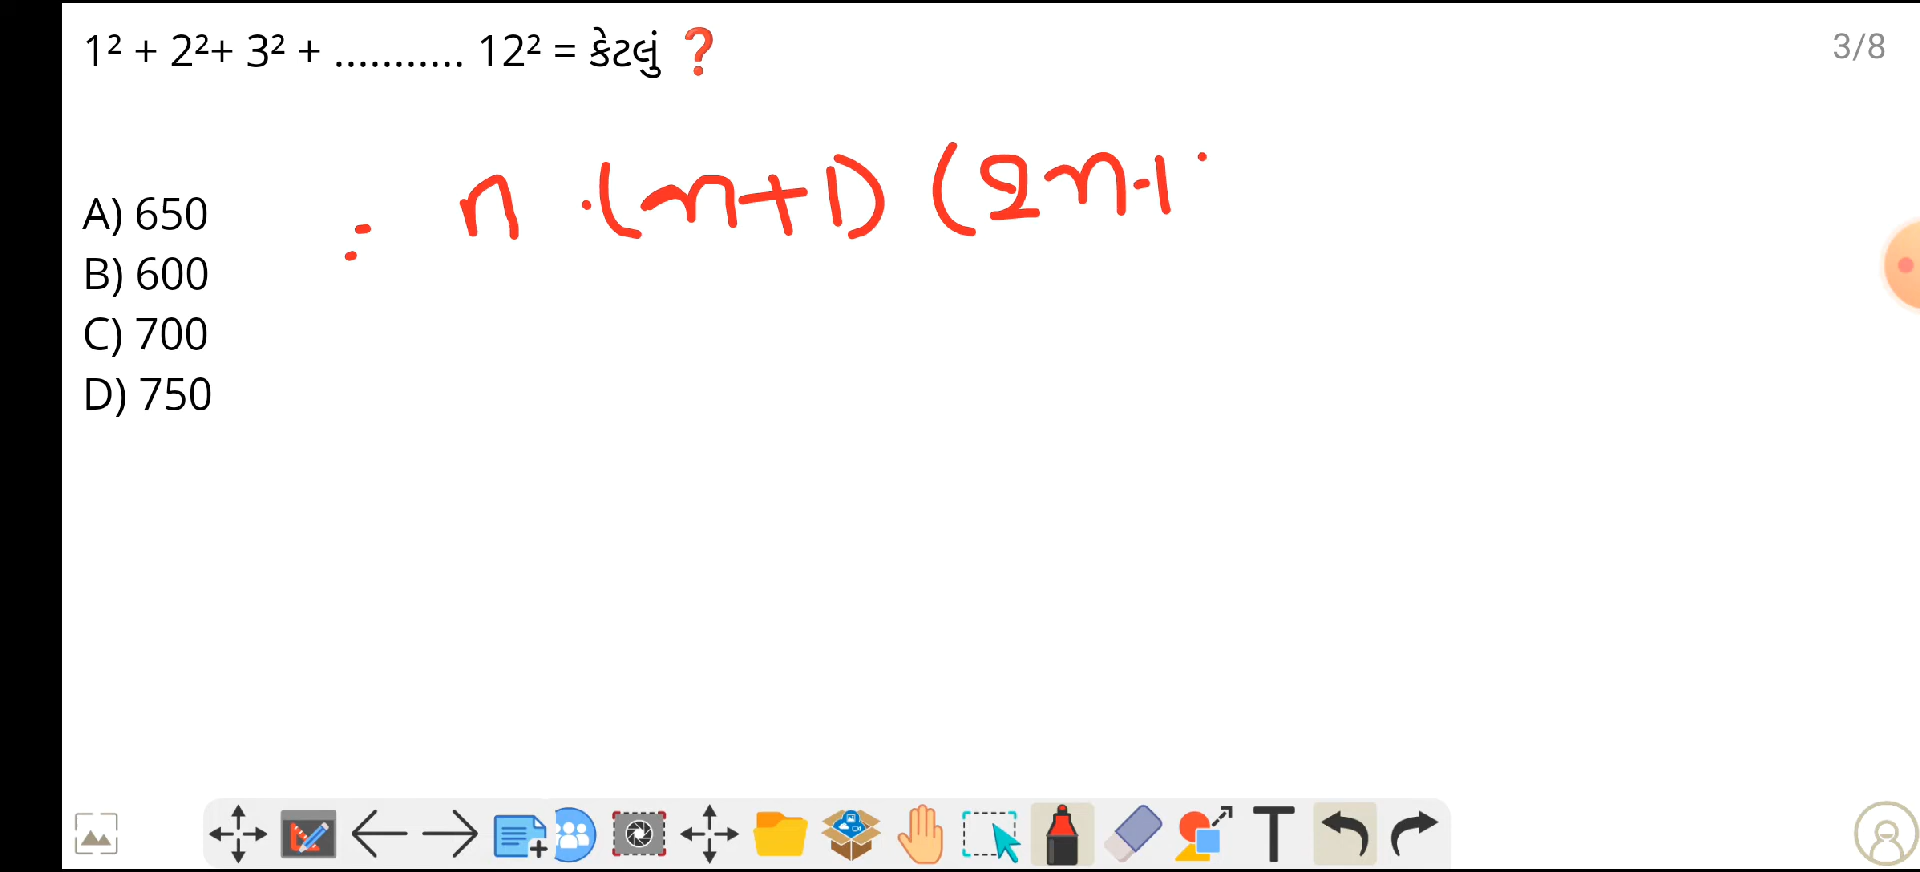 1² + 2²+ 3² + ........... 12² = કેટલું ❓
3/8
∴ n · (n+1) (2n-1
A) 650
B) 600
C) 700
D) 750
T